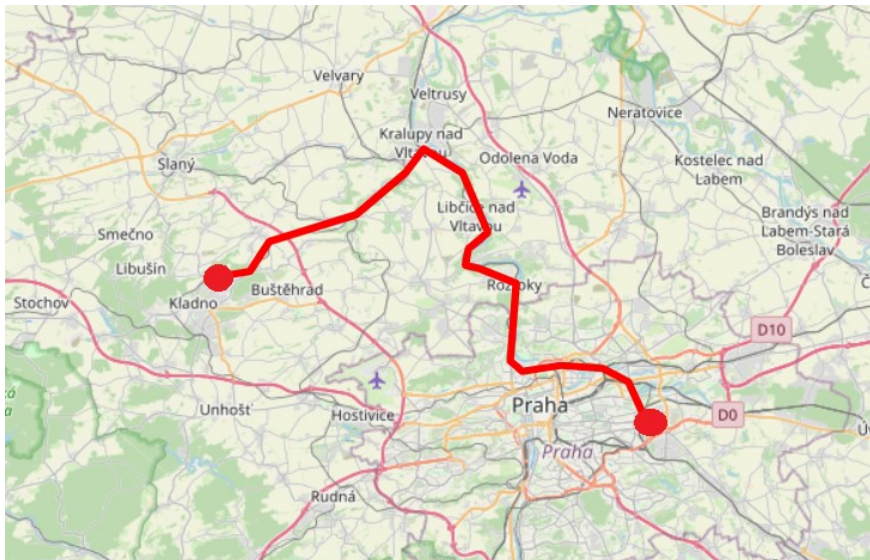 Velvary
Veltrusy
Neratovice
Kralupy nad
Vltavou
Slaný
Odolena Voda
Kostelec nad
Labem
Libčice nad
Vltavou
Brandýs nad
Labem-Stará
Boleslav
Smečno
Libušín
Buštěhrad
Roztoky
Stochov
Kladno
D10
Unhošť
Hostivice
Praha
D0
Praha
Rudná